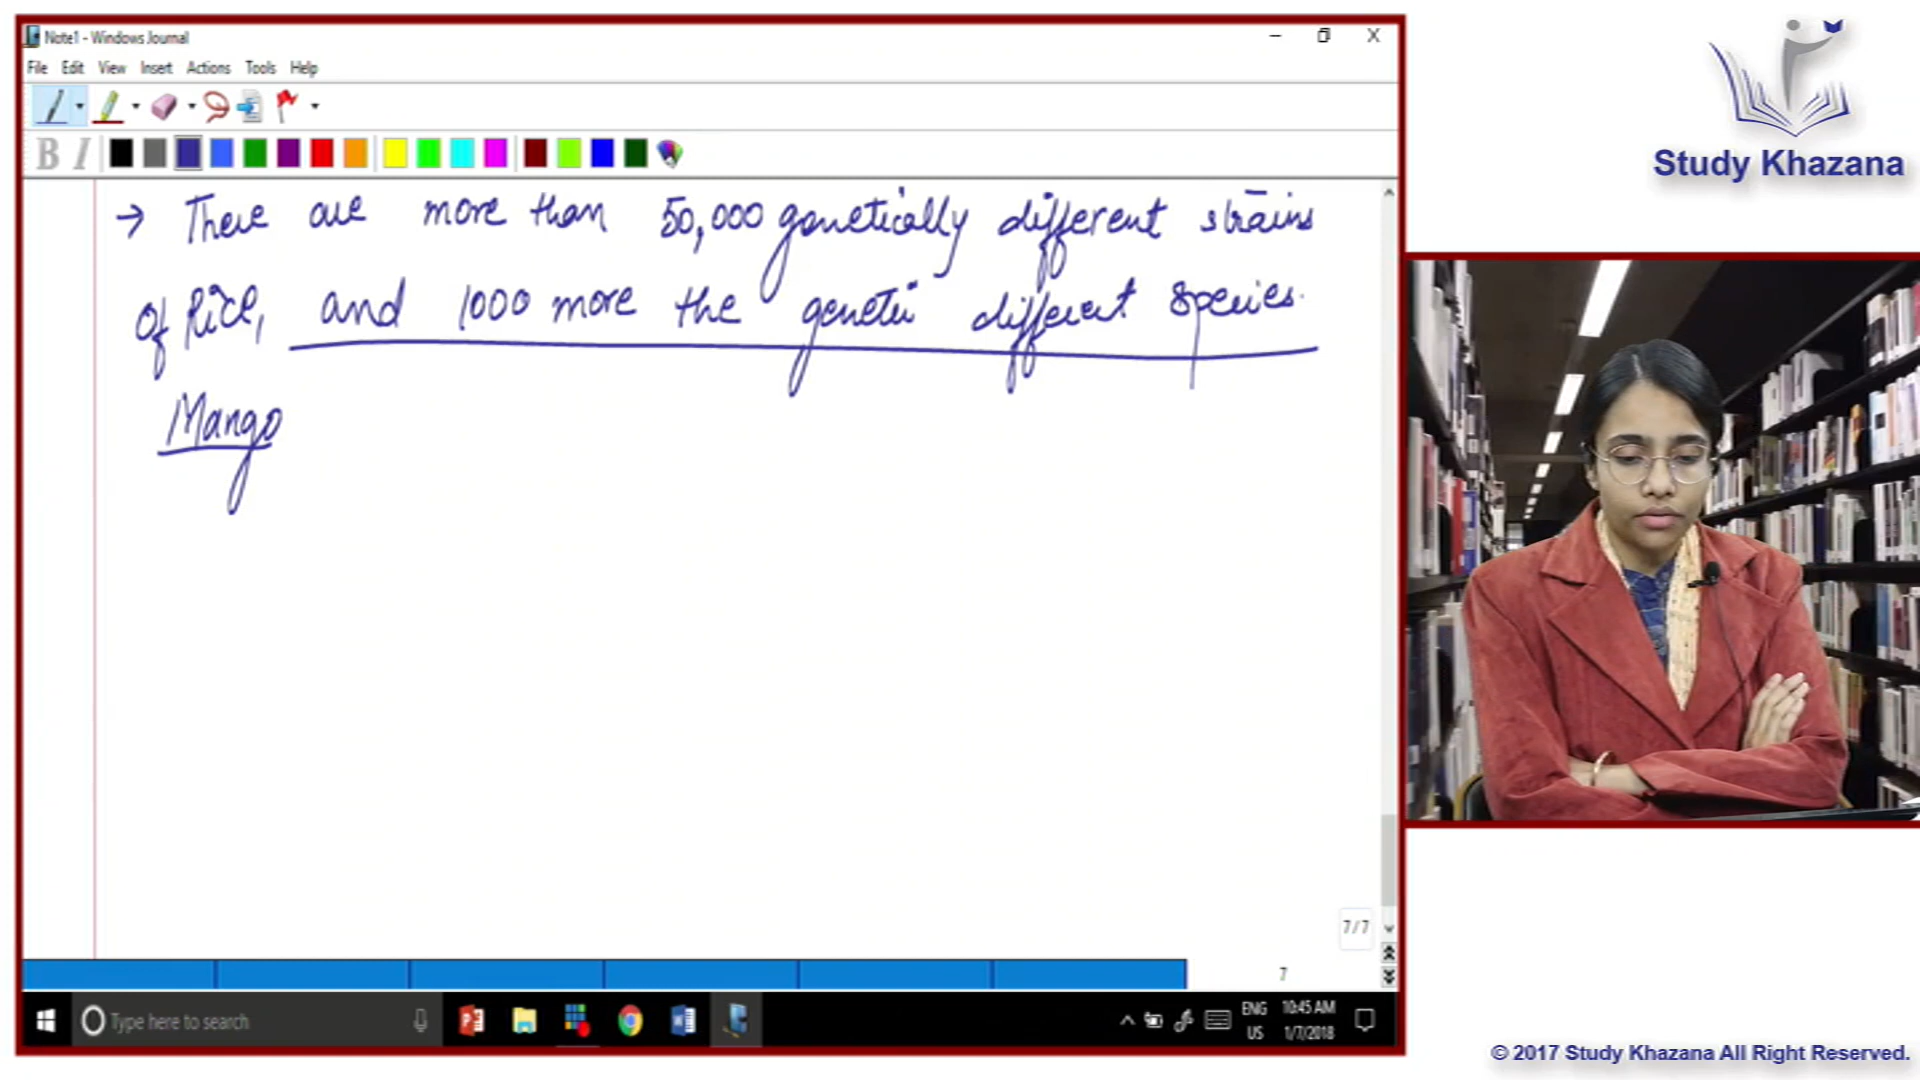 Note1 - Windows Journal
File Edit View Insert Actions Tools Help
B I
→ There are more than 50,000 genetically different strains
of Rice, and 1000 more the genetic different species.
Mango
7/7
7
Type here to search
ENG
US
10:45 AM
1/7/2018
Study Khazana
© 2017 Study Khazana All Right Reserved.